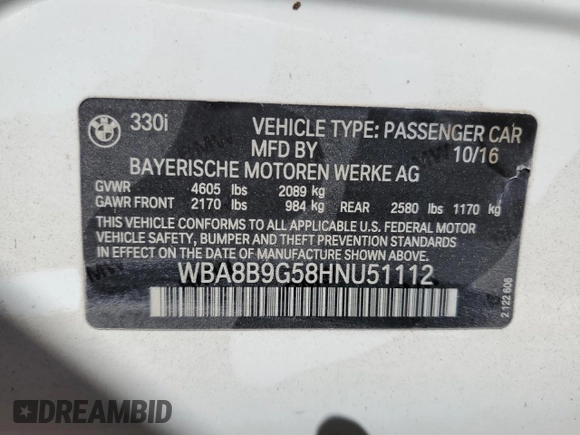 330i
VEHICLE TYPE: PASSENGER CAR
MFD BY
10/16
BAYERISCHE MOTOREN WERKE AG
GVWR 4605 lbs 2089 kg
GAWR FRONT 2170 lbs 984 kg REAR 2580 lbs 1170 kg
THIS VEHICLE CONFORMS TO ALL APPLICABLE U.S. FEDERAL MOTOR
VEHICLE SAFETY, BUMPER AND THEFT PREVENTION STANDARDS
IN EFFECT ON THE DATE OF MANUFACTURE SHOWN ABOVE.
WBA8B9G58HNU51112
2 122 606
DREAMBID